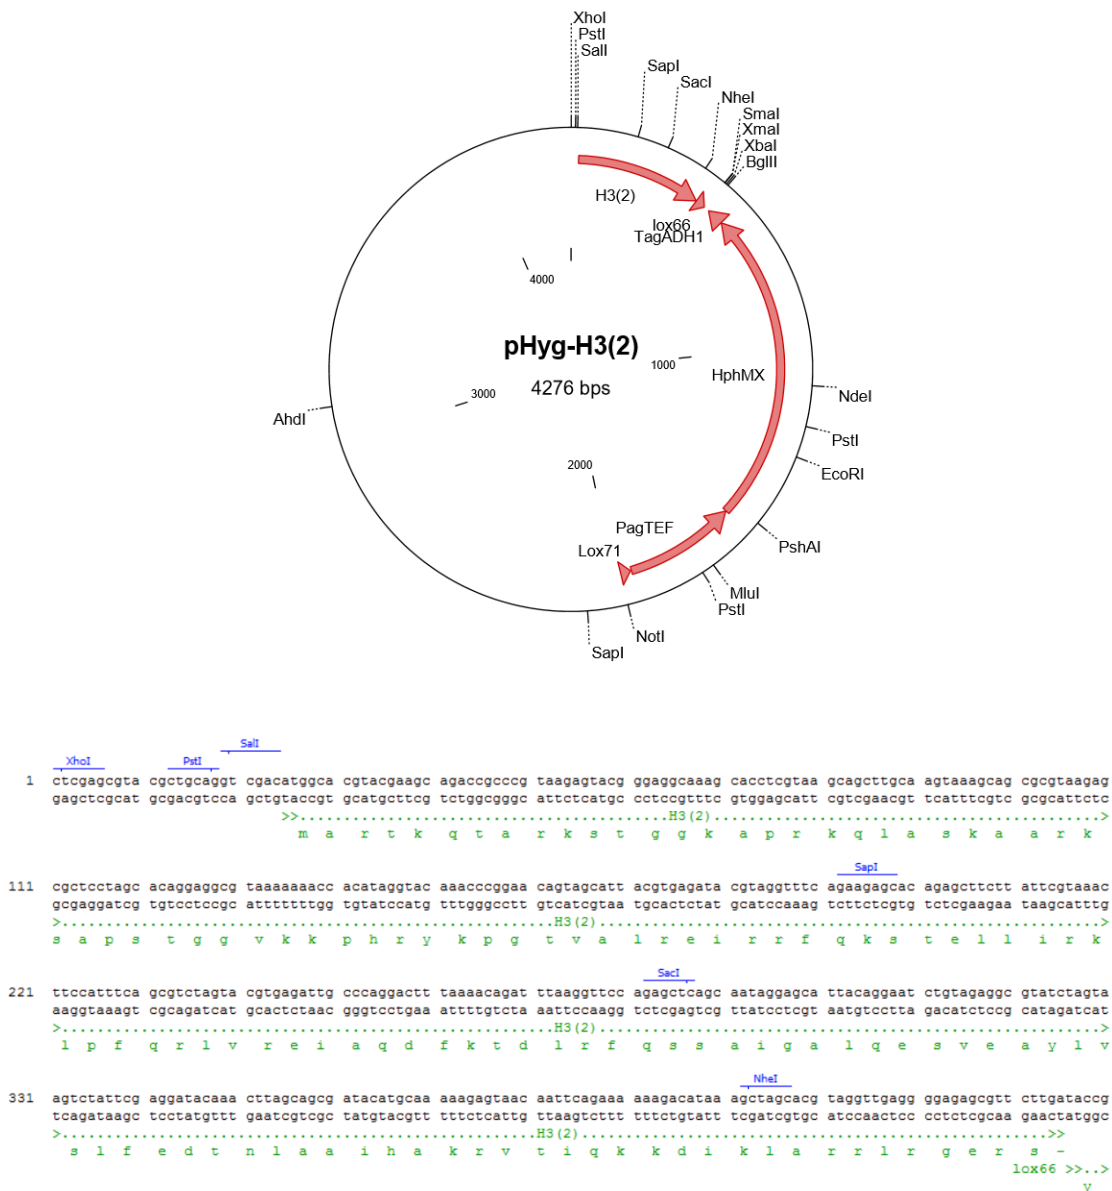 XhoI
PstI
SalI
SapI
SacI
NheI
SmaI
XmaI
XbaI
BglII
H3(2)
lox66
TagADH1
4000
pHyg-H3(2)
1000
HphMX
4276 bps
NdeI
3000
AhdI
PstI
2000
EcoRI
PagTEF
PshAI
Lox71
MluI
PstI
NotI
SapI
SalI
XhoI PstI
1 ctcgagcgta cgctgcaggt cgacatggca cgtacgaagc agaccgcccg taagagtacg ggaggcaaag cacctcgtaa gcagcttgca agtaaagcag cgcgtaagag
gagctcgcat gcgacgtcca gctgtaccgt gcatgcttcg tctggcgggc attctcatgc cctccgtttc gtggagcatt cgtcgaacgt tcatttcgtc gcgcattctc
>>......................................H3(2)......................................>
m a r t k q t a r k s t g g k a p r k q l a s k a a r k
SapI
111 cgctcctagc acaggaggcg taaaaaaacc acataggtac aaacccggaa cagtagcatt acgtgagata cgtaggtttc agaagagcac agagcttctt attcgtaaac
gcgaggatcg tgtcctccgc atttttttgg tgtatccatg tttgggcctt gtcatcgtaa tgcactctat gcatccaaag tcttctcgtg tctcgaagaa taagcatttg
>..................................................H3(2)..................................................>
s a p s t g g v k k p h r y k p g t v a l r e i r r f q k s t e l l i r k
SacI
221 ttccatttca gcgtctagta cgtgagattg cccaggactt taaaacagat ttaaggttcc agagctcagc aataggagca ttacaggaat ctgtagaggc gtatctagta
aaggtaaagt cgcagatcat gcactctaac gggtcctgaa attttgtcta aattccaagg tctcgagtcg ttatcctcgt aatgtcctta gacatctccg catagatcat
>..................................................H3(2)..................................................>
l p f q r l v r e i a q d f k t d l r f q s s a i g a l q e s v e a y l v
NheI
331 agtctattcg aggatacaaa cttagcagcg atacatgcaa aaagagtaac aattcagaaa aaagacataa agctagcacg taggttgagg ggagagcgtt cttgataccg
tcagataagc tcctatgttt gaatcgtcgc tatgtacgtt tttctcattg ttaagtcttt tttctgtatt tcgatcgtgc atccaactcc cctctcgcaa gaactatggc
>................................................H3(2)................................................>>
s l f e d t n l a a i h a k r v t i q k k d i k l a r r l r g e r s -
lox66 >>..>
v